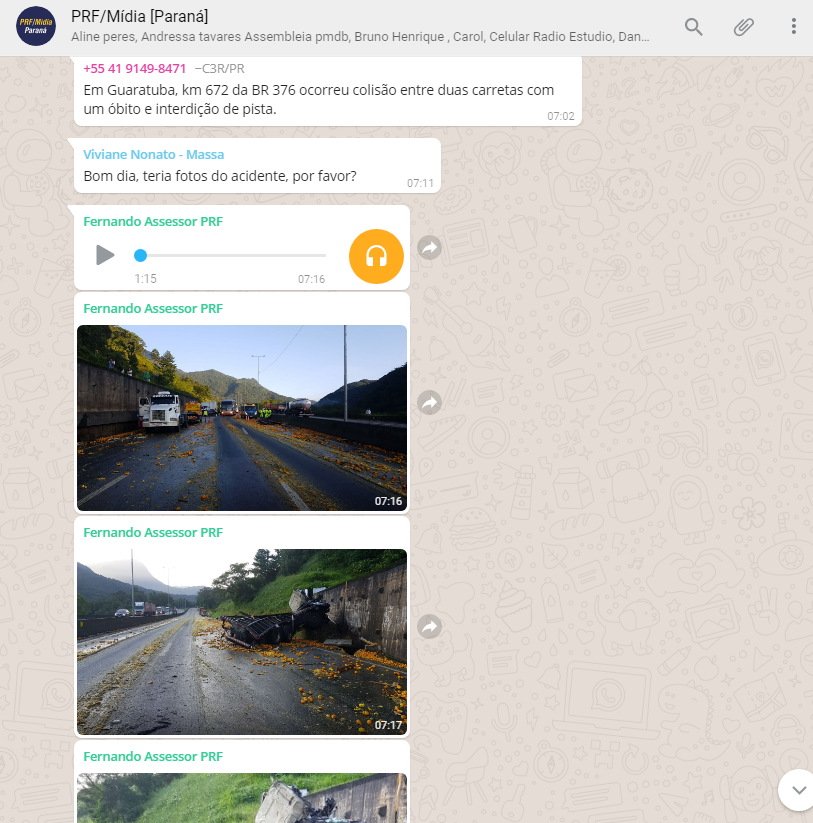 PRF/Mídia
Paraná
PRF/Mídia [Paraná]
Aline peres, Andressa tavares Assembleia pmdb, Bruno Henrique , Carol, Celular Radio Estudio, Dan...
+55 41 9149-8471 ~C3R/PR
Em Guaratuba, km 672 da BR 376 ocorreu colisão entre duas carretas com
um óbito e interdição de pista.
07:02
Viviane Nonato - Massa
Bom dia, teria fotos do acidente, por favor?
07:11
Fernando Assessor PRF
1:15
07:16
Fernando Assessor PRF
07:16
Fernando Assessor PRF
07:17
Fernando Assessor PRF